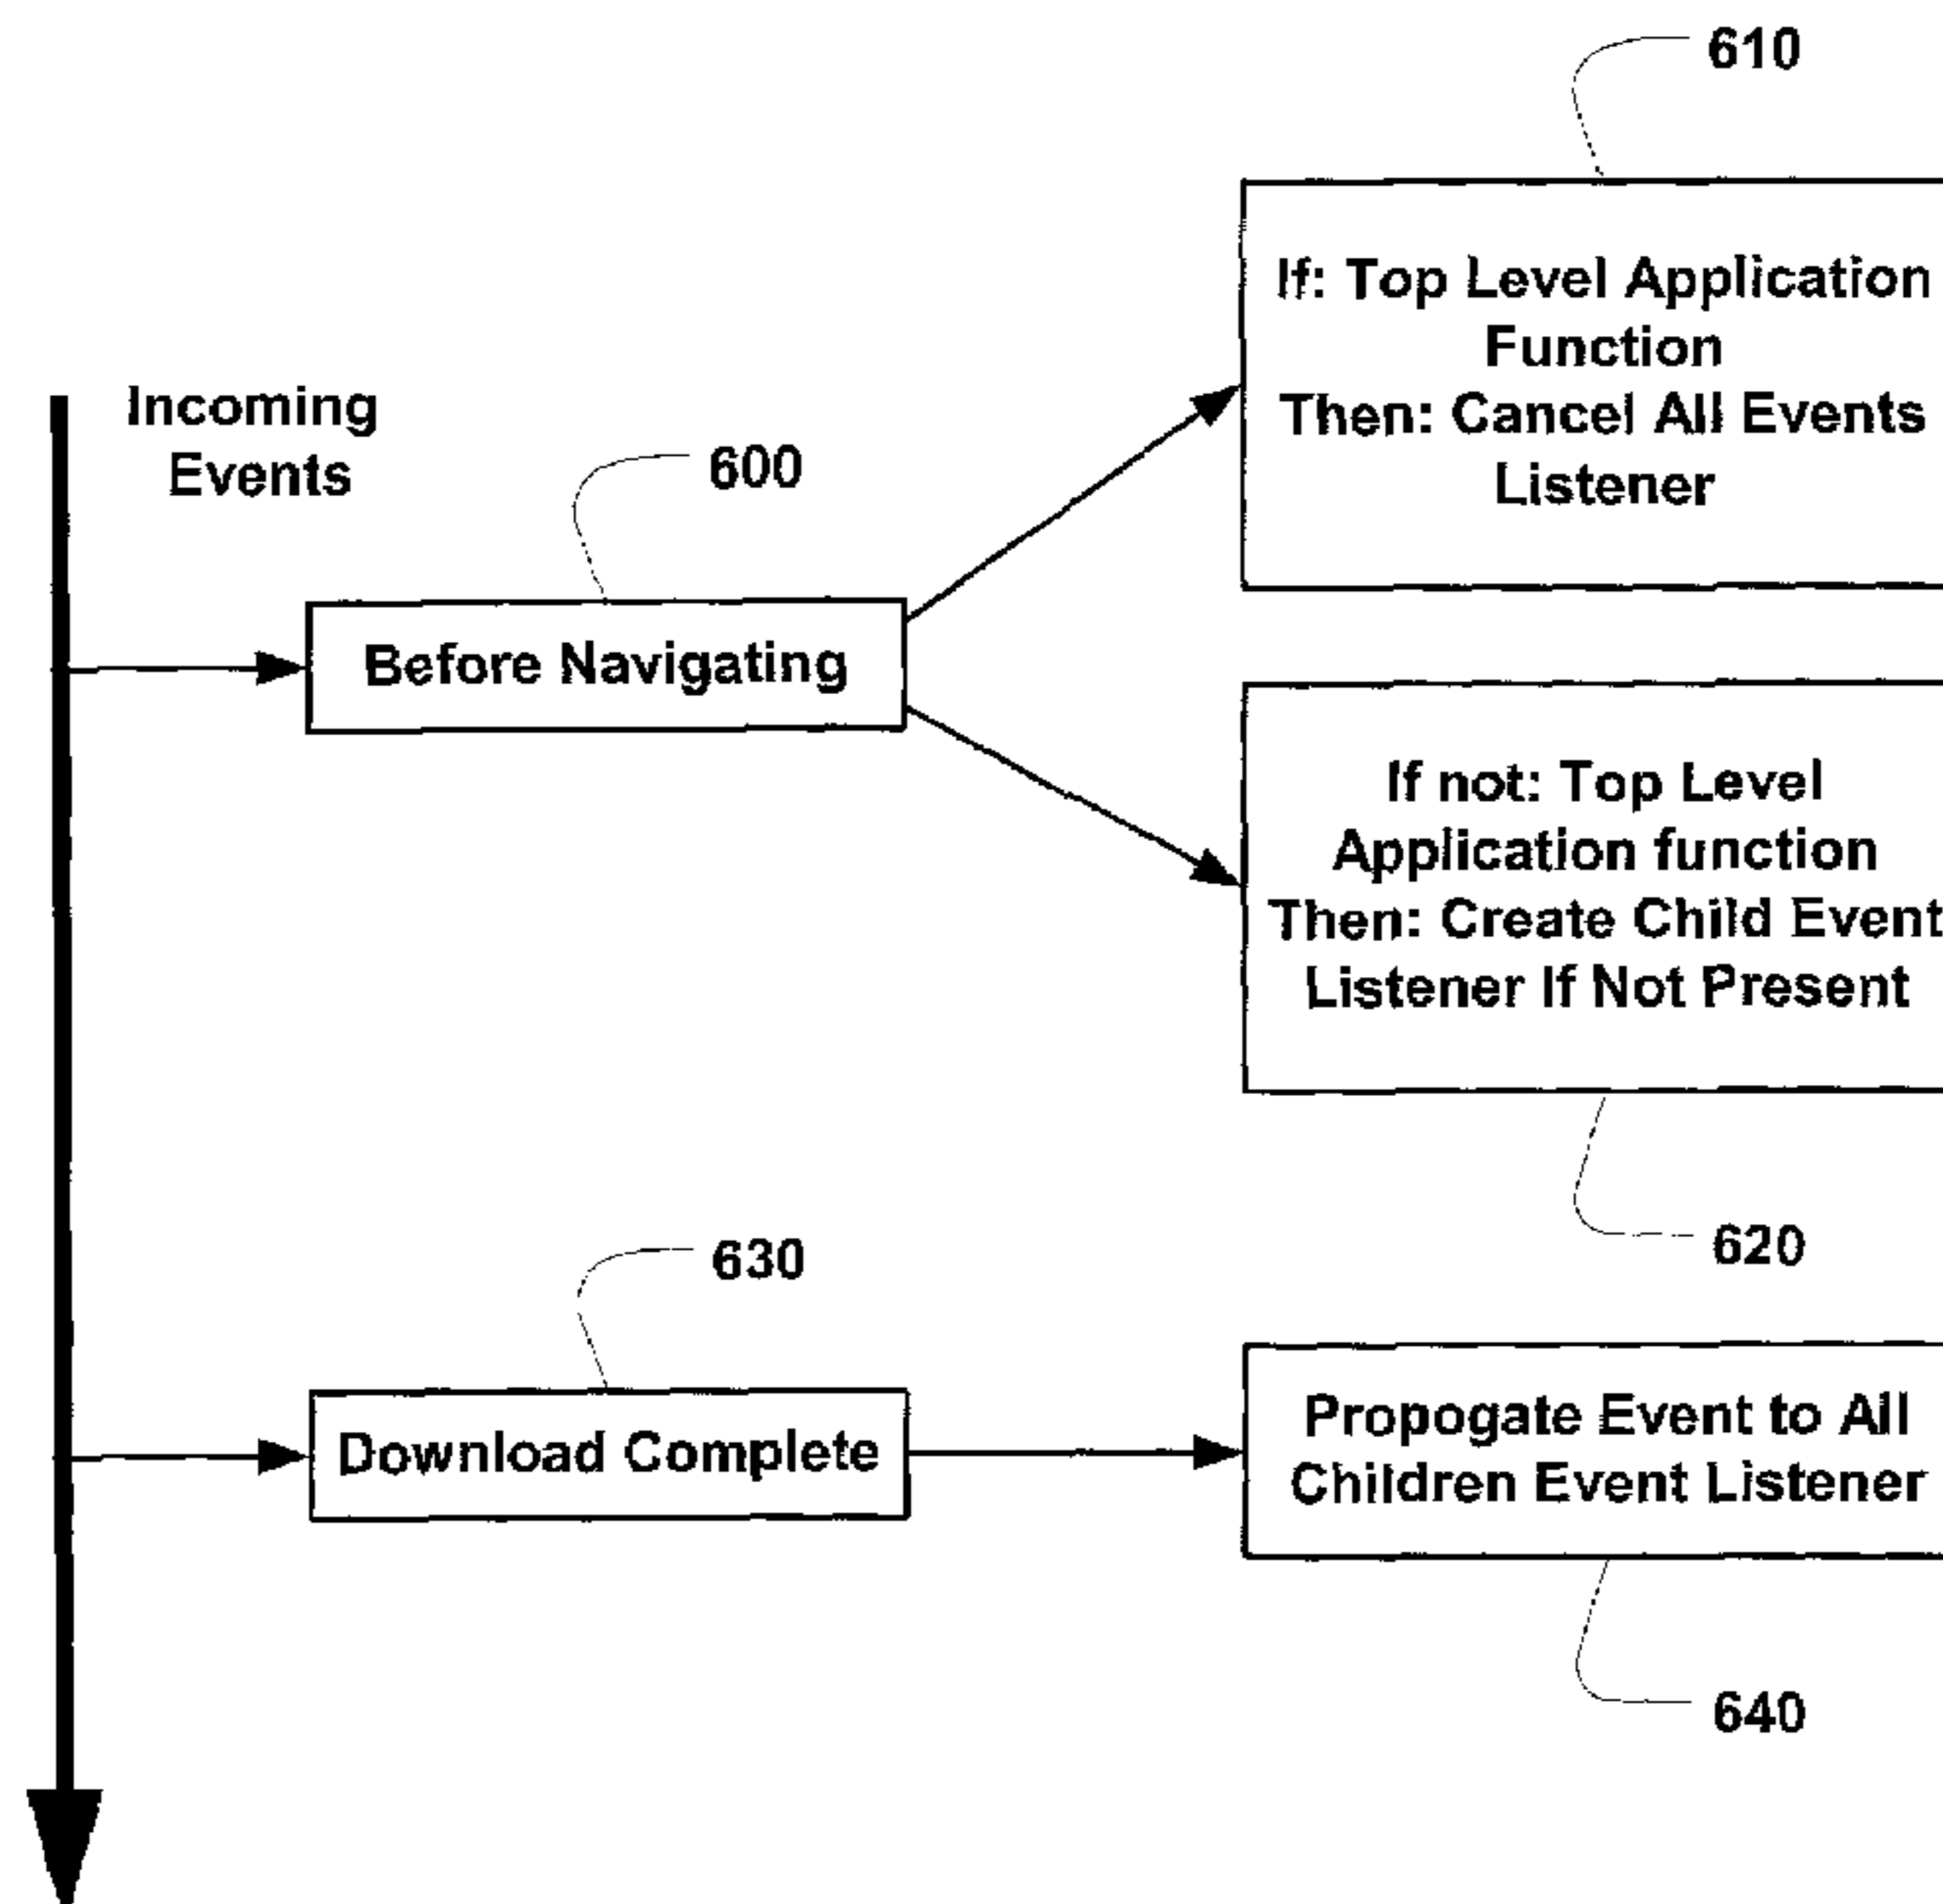 610
If: Top Level Application
Function
Then: Cancel All Events
Listener
Incoming
Events
600
Before Navigating
If not: Top Level
Application function
Then: Create Child Event
Listener If Not Present
620
630
Download Complete
Propogate Event to All
Children Event Listener
640